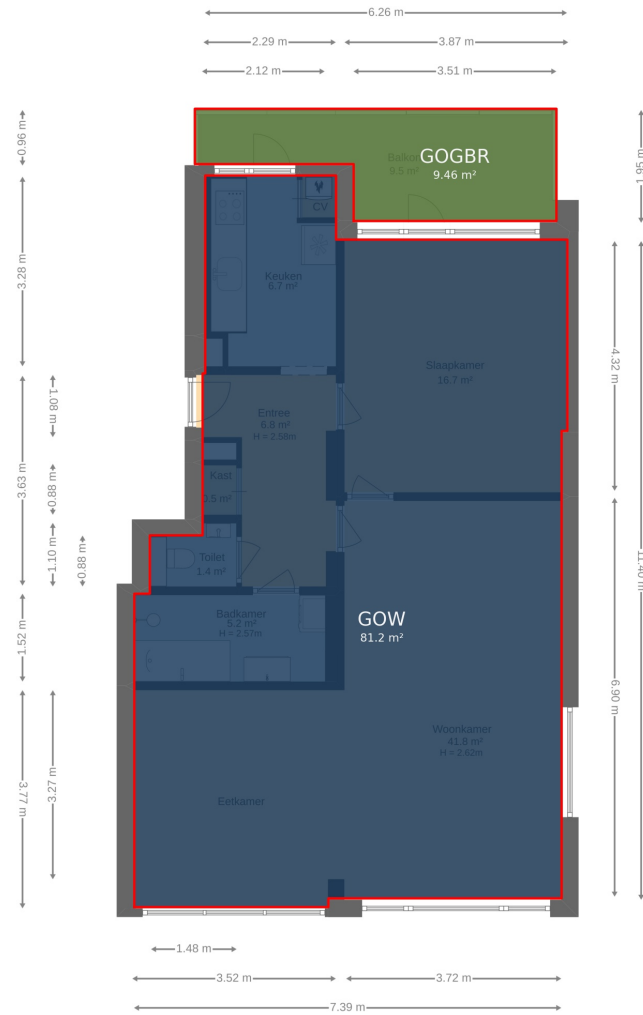 6.26 m
2.29 m
3.87 m
2.12 m
3.51 m
0.96 m
1.95 m
Balkon
9.5 m²
GOGBR
9.46 m²
CV
Keuken
6.7 m²
3.28 m
4.32 m
Slaapkamer
16.7 m²
1.08 m
Entree
6.8 m²
H = 2.58m
3.63 m
0.88 m
Kast
0.5 m²
1.10 m
0.88 m
Toilet
1.4 m²
Badkamer
5.2 m²
H = 2.57m
1.52 m
GOW
81.2 m²
6.90 m
Woonkamer
41.8 m²
H = 2.62m
3.77 m
3.27 m
Eetkamer
1.48 m
3.52 m
3.72 m
7.39 m